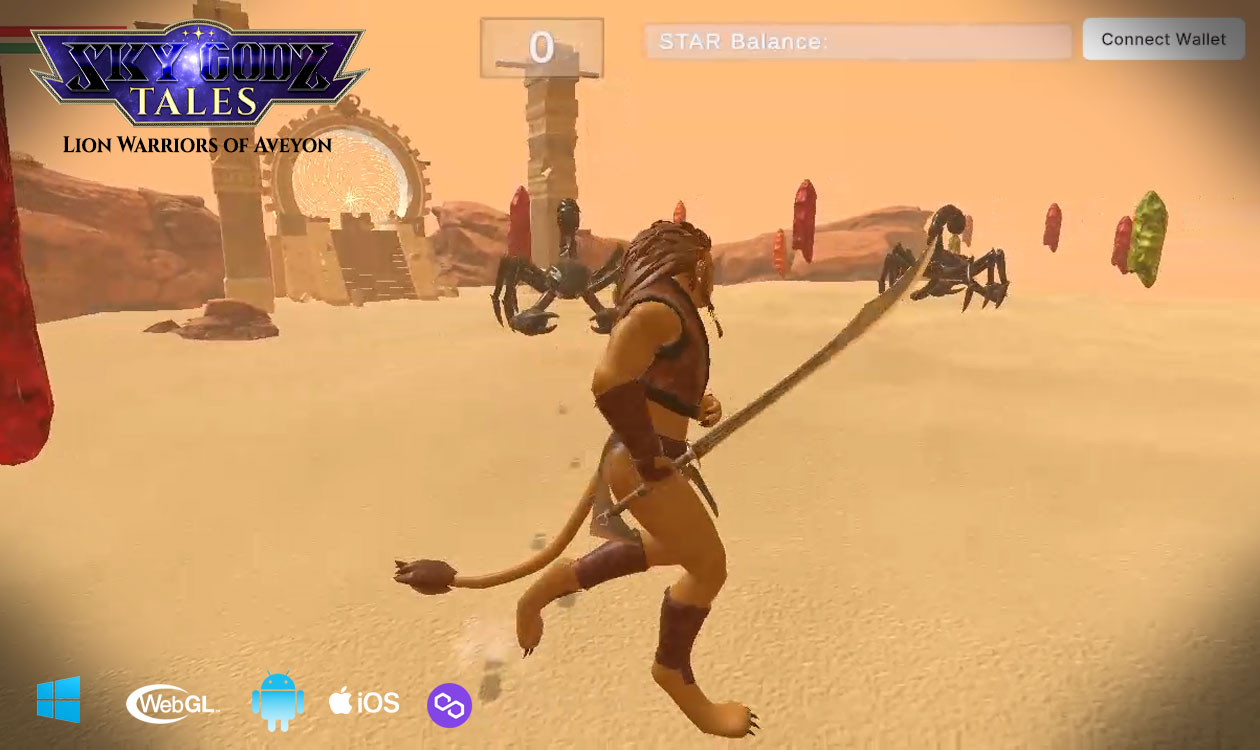 SKY GODZ
TALES
LION WARRIORS OF AVEYON
0
STAR Balance:
Connect Wallet
WebGL
iOS